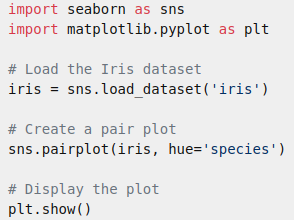 import seaborn as sns
import matplotlib.pyplot as plt
# Load the Iris dataset
iris = sns.load_dataset('iris')
# Create a pair plot
sns.pairplot(iris, hue='species')
# Display the plot
plt.show()